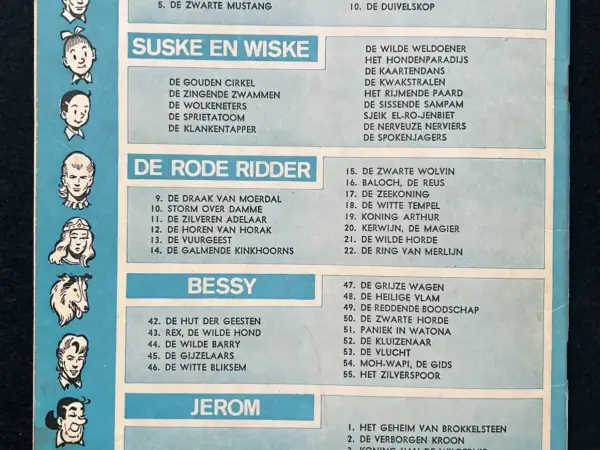 5. DE ZWARTE MUSTANG
10. DE DUIVELSKOP
SUSKE EN WISKE
DE GOUDEN CIRKEL
DE ZINGENDE ZWAMMEN
DE WOLKENETERS
DE SPRIETATOOM
DE KLANKENTAPPER
DE WILDE WELDOENER
HET HONDENPARADIJS
DE KAARTENDANS
DE KWAKSTRALEN
HET RIJMENDE PAARD
DE SISSENDE SAMPAM
SJEIK EL-RO-JENBIET
DE NERVEUZE NERVIERS
DE SPOKENJAGERS
DE RODE RIDDER
9. DE DRAAK VAN MOERDAL
10. STORM OVER DAMME
11. DE ZILVEREN ADELAAR
12. DE HOREN VAN HORAK
13. DE VUURGEEST
14. DE GALMENDE KINKHOORNS
15. DE ZWARTE WOLVIN
16. BALOCH, DE REUS
17. DE ZEEKONING
18. DE WITTE TEMPEL
19. KONING ARTHUR
20. KERWIJN, DE MAGIER
21. DE WILDE HORDE
22. DE RING VAN MERLIJN
BESSY
42. DE HUT DER GEESTEN
43. REX, DE WILDE HOND
44. DE WILDE BARRY
45. DE GIJZELAARS
46. DE WITTE BLIKSEM
47. DE GRIJZE WAGEN
48. DE HEILIGE VLAM
49. DE REDDENDE BOODSCHAP
50. DE ZWARTE HORDE
51. PANIEK IN WATONA
52. DE KLUIZENAAR
53. DE VLUCHT
54. MOH-WAPI, DE GIDS
55. HET ZILVERSPOOR
JEROM
1. HET GEHEIM VAN BROKKELSTEEN
2. DE VERBORGEN KROON
3. KONING VAN DE